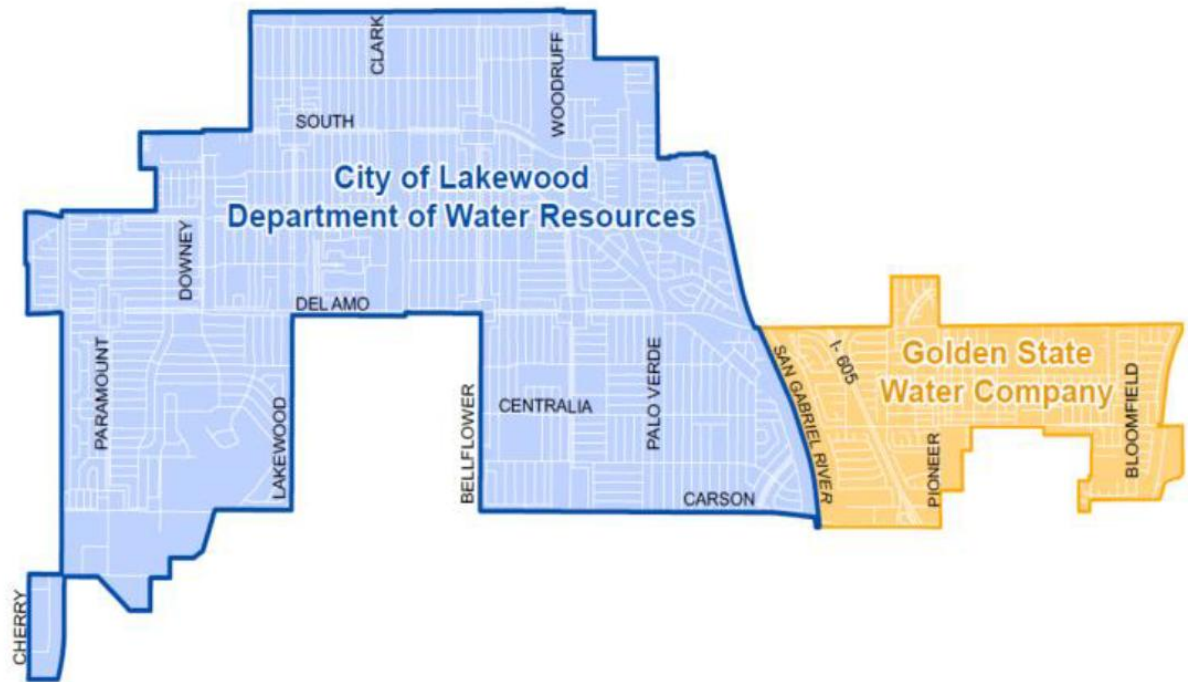 CLARK
WOODRUFF
SOUTH
City of Lakewood
Department of Water Resources
DOWNEY
DEL AMO
PARAMOUNT
LAKEWOOD
BELLFLOWER
CENTRALIA
PALO VERDE
CARSON
SAN GABRIEL RIVER
I- 605
Golden State
Water Company
PIONEER
BLOOMFIELD
CHERRY